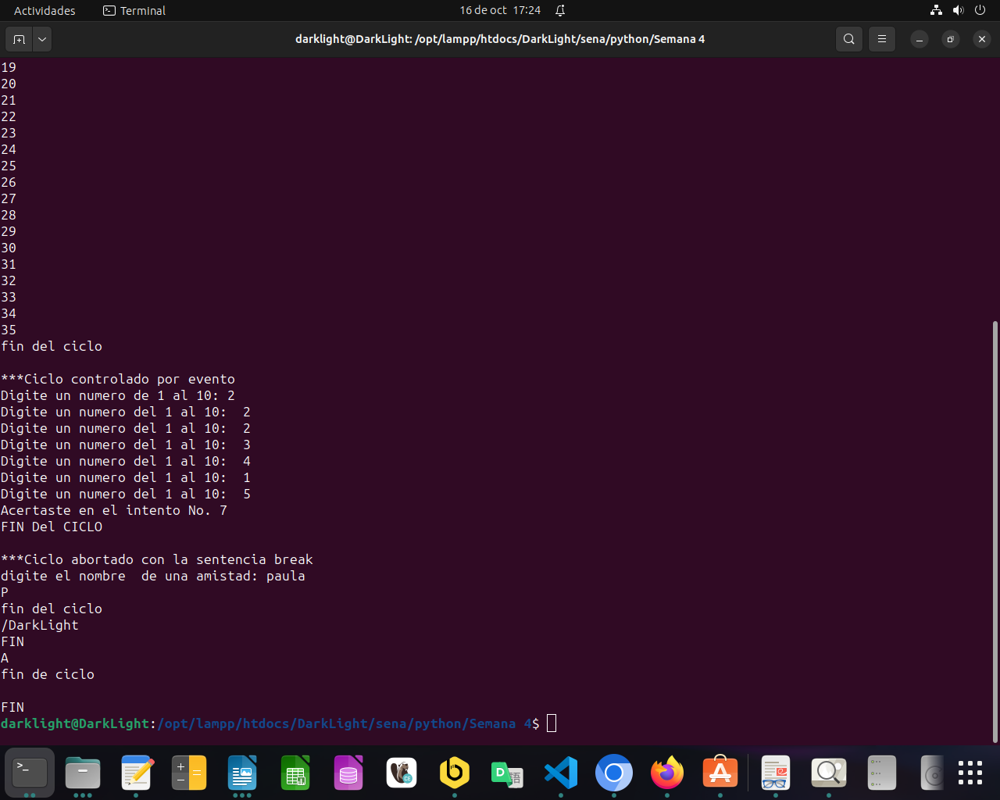 Actividades
Terminal
16 de oct 17:24
darklight@DarkLight: /opt/lampp/htdocs/DarkLight/sena/python/Semana 4
19
20
21
22
23
24
25
26
27
28
29
30
31
32
33
34
35
fin del ciclo
***Ciclo controlado por evento
Digite un numero de 1 al 10: 2
Digite un numero del 1 al 10:  2
Digite un numero del 1 al 10:  2
Digite un numero del 1 al 10:  3
Digite un numero del 1 al 10:  4
Digite un numero del 1 al 10:  1
Digite un numero del 1 al 10:  5
Acertaste en el intento No. 7
FIN Del CICLO
***Ciclo abortado con la sentencia break
digite el nombre  de una amistad: paula
P
fin del ciclo
/DarkLight
FIN
A
fin de ciclo
FIN
darklight@DarkLight:/opt/lampp/htdocs/DarkLight/sena/python/Semana 4$